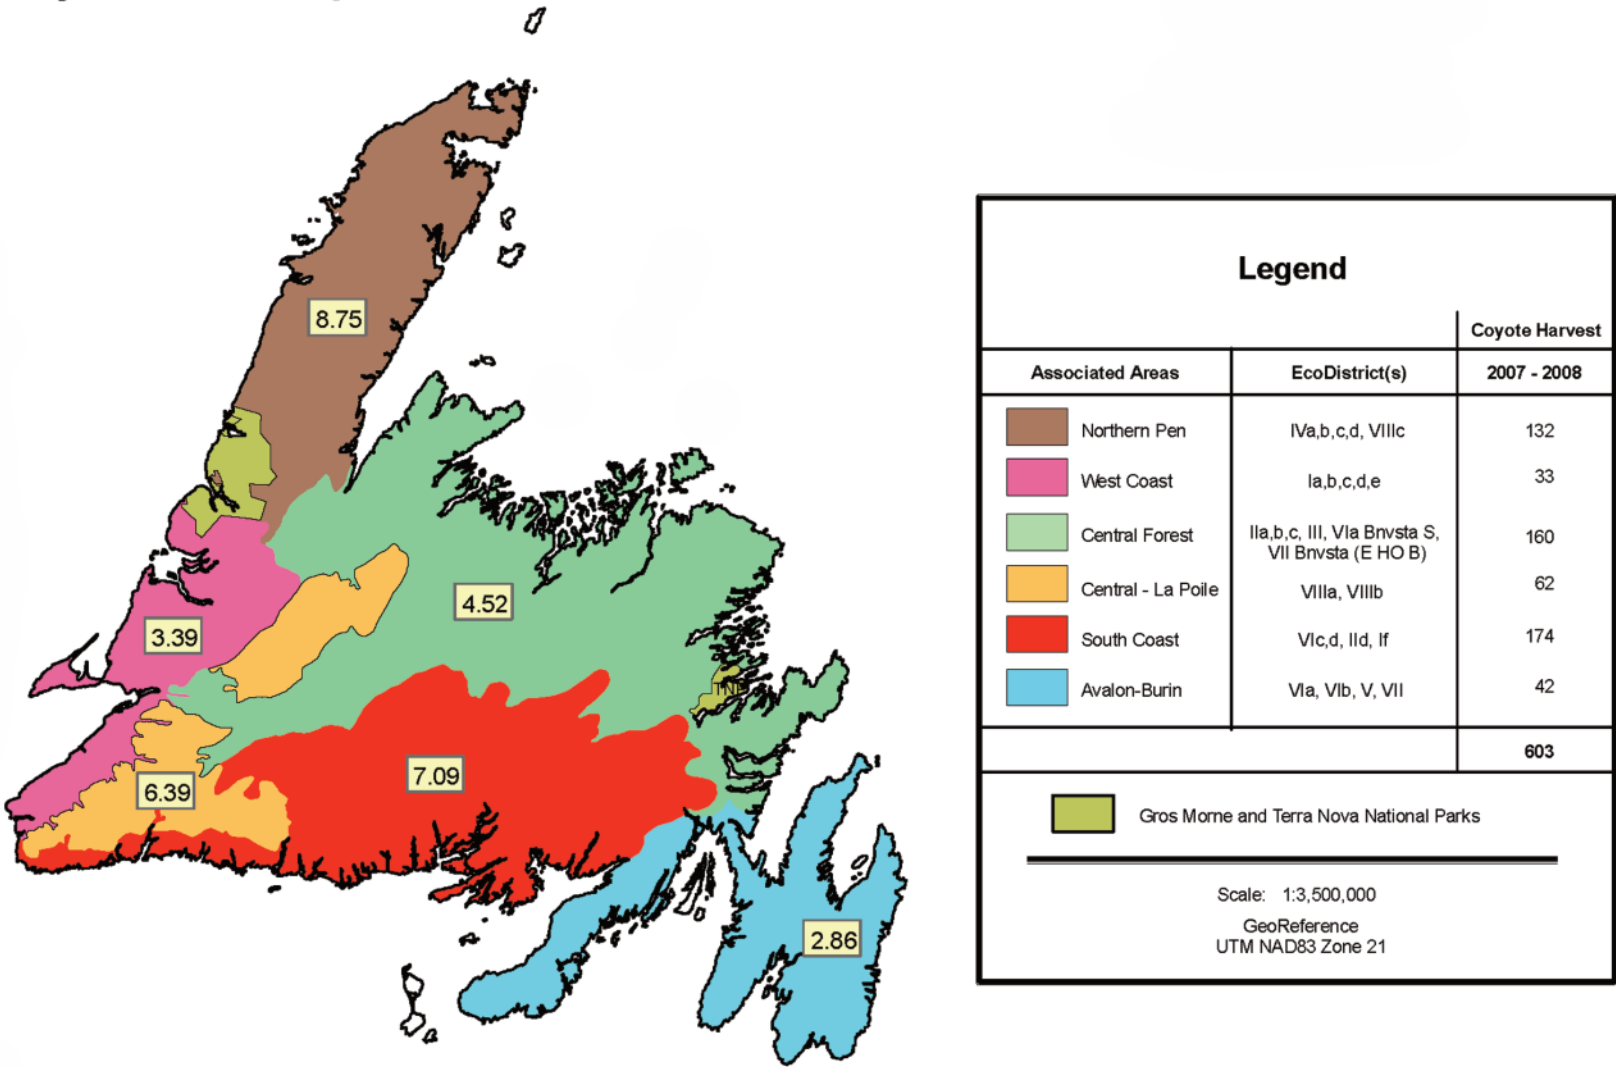 8.75
4.52
3.39
TNP
7.09
6.39
2.86
Legend
Coyote Harvest
Associated Areas EcoDistrict(s) 2007 - 2008
Northern Pen IVa,b,c,d, VIIIc 132
West Coast Ia,b,c,d,e 33
Central Forest IIa,b,c, III, VIa Bnvsta S, 160
VII Bnvsta (E HO B)
Central - La Poile VIIIa, VIIIb 62
South Coast VIc,d, IId, If 174
Avalon-Burin VIa, VIb, V, VII 42
603
Gros Morne and Terra Nova National Parks
Scale: 1:3,500,000
GeoReference
UTM NAD83 Zone 21